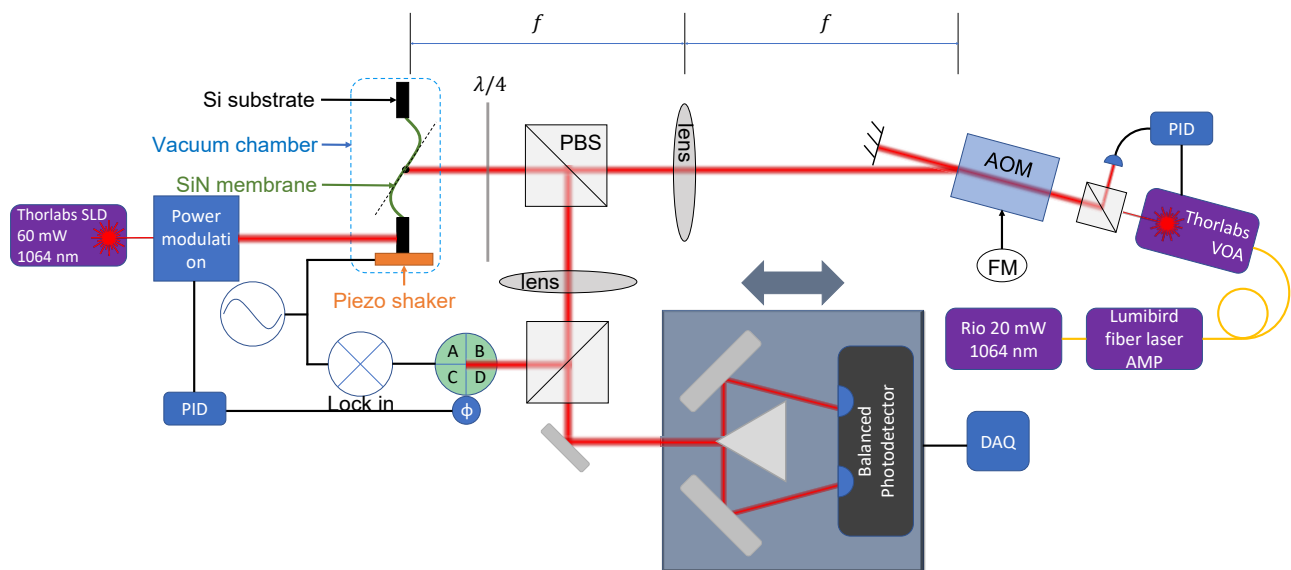 f
f
Si substrate
λ/4
Vacuum chamber
PBS
lens
AOM
PID
SiN membrane
Thorlabs SLD
60 mW
1064 nm
Power
modulati
on
Thorlabs
VOA
FM
Piezo shaker
lens
Rio 20 mW
1064 nm
Lumibird
fiber laser
AMP
A B
C D
Lock in
PID
ϕ
Balanced
Photodetector
DAQ